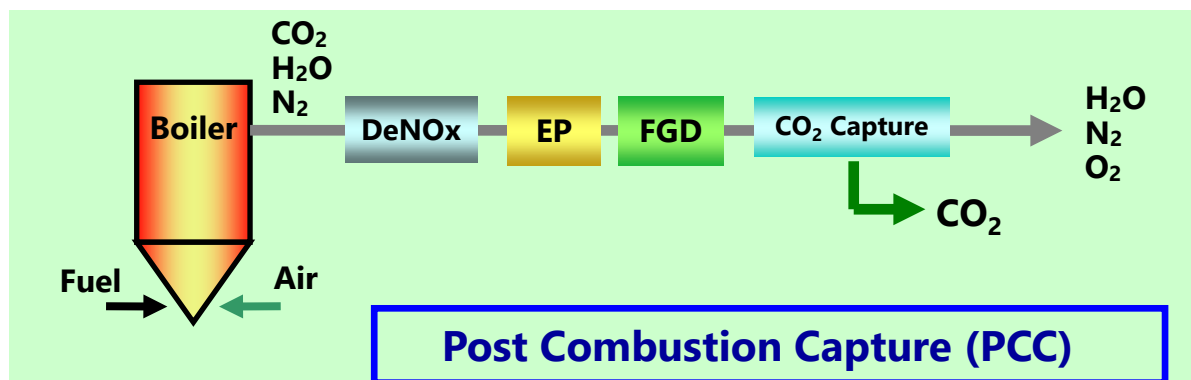 CO₂
H₂O
N₂
Boiler
DeNOx
EP
FGD
CO₂ Capture
H₂O
N₂
O₂
CO₂
Fuel
Air
Post Combustion Capture (PCC)